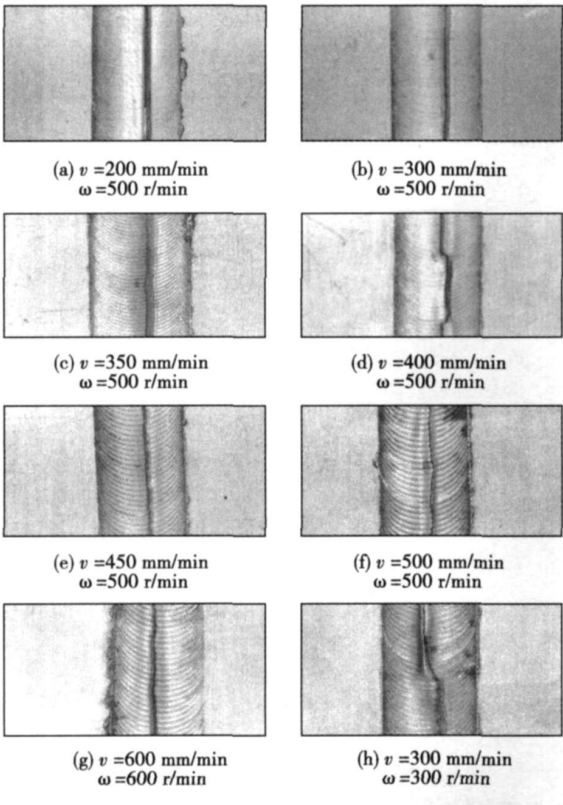 (a) v =200 mm/min
ω =500 r/min
(b) v =300 mm/min
ω =500 r/min
(c) v =350 mm/min
ω =500 r/min
(d) v =400 mm/min
ω =500 r/min
(e) v =450 mm/min
ω =500 r/min
(f) v =500 mm/min
ω =500 r/min
(g) v =600 mm/min
ω =600 r/min
(h) v =300 mm/min
ω =300 r/min